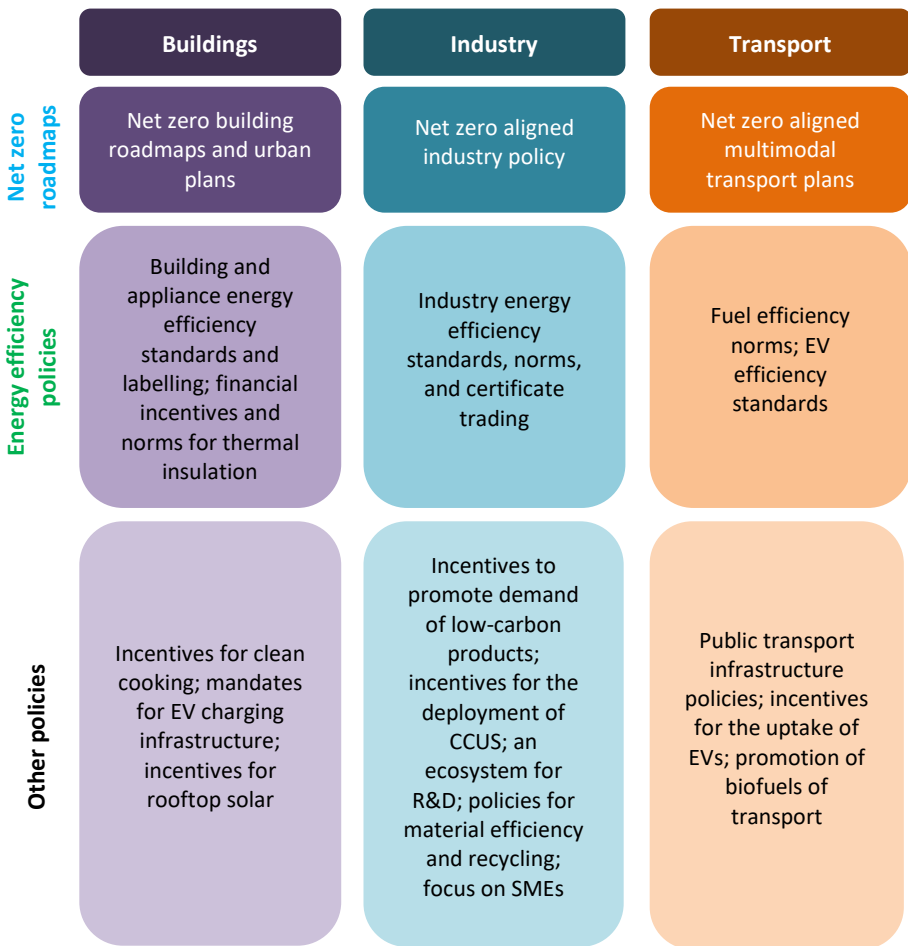 Buildings
Industry
Transport
Net zero
roadmaps
Net zero building
roadmaps and urban
plans
Net zero aligned
industry policy
Net zero aligned
multimodal
transport plans
Energy efficiency
policies
Building and
appliance energy
efficiency
standards and
labelling; financial
incentives and
norms for thermal
insulation
Industry energy
efficiency
standards, norms,
and certificate
trading
Fuel efficiency
norms; EV
efficiency
standards
Other policies
Incentives for clean
cooking; mandates
for EV charging
infrastructure;
incentives for
rooftop solar
Incentives to
promote demand
of low-carbon
products;
incentives for the
deployment of
CCUS; an
ecosystem for
R&D; policies for
material efficiency
and recycling;
focus on SMEs
Public transport
infrastructure
policies; incentives
for the uptake of
EVs; promotion of
biofuels of
transport